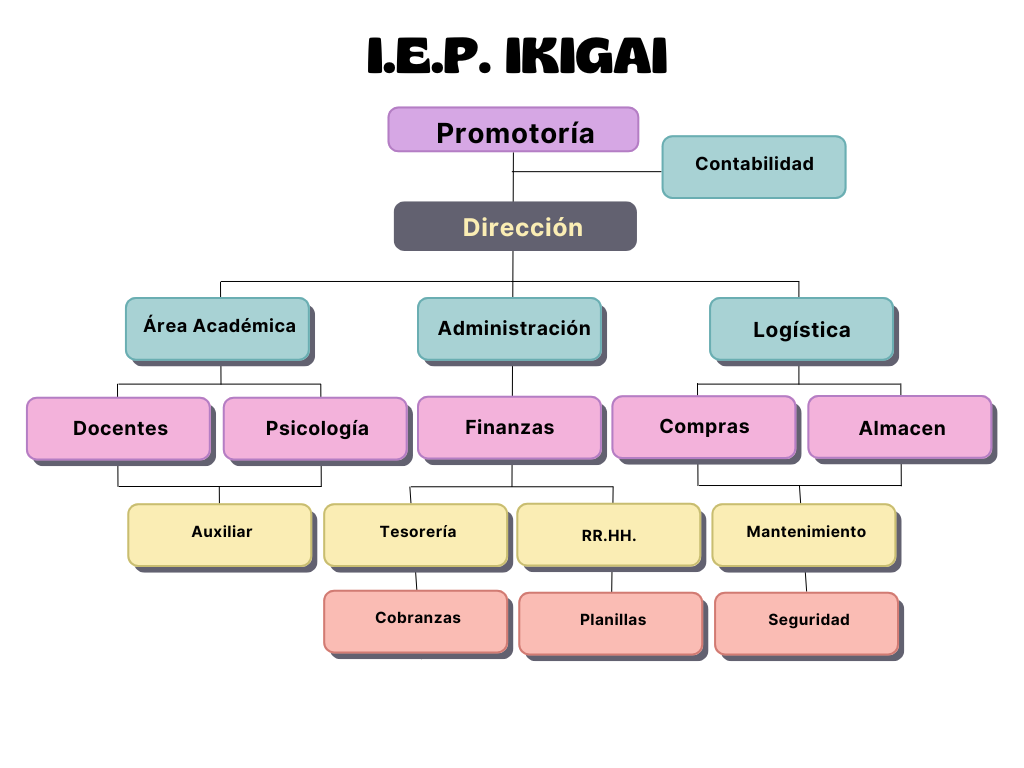 I.E.P. IKIGAI
Promotoría
Contabilidad
Dirección
Área Académica
Administración
Logística
Docentes
Psicología
Finanzas
Compras
Almacen
Auxiliar
Tesorería
RR.HH.
Mantenimiento
Cobranzas
Planillas
Seguridad